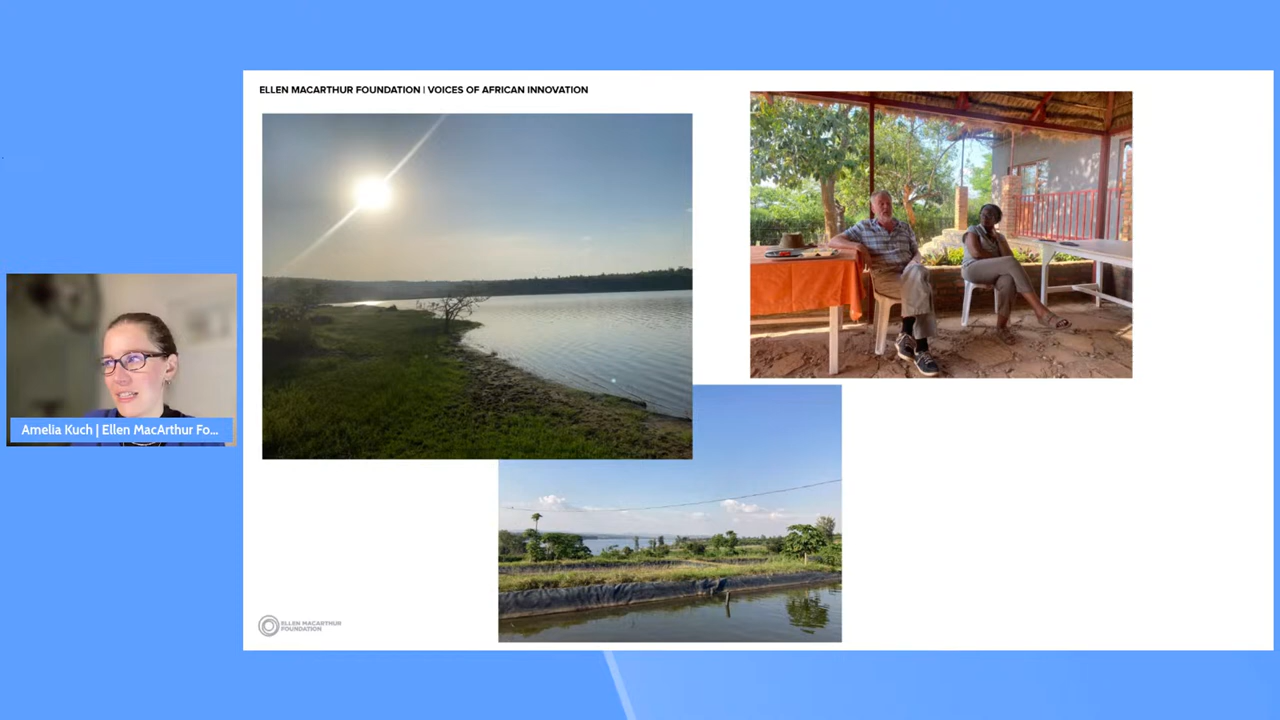 ELLEN MACARTHUR FOUNDATION | VOICES OF AFRICAN INNOVATION
Amelia Kuch | Ellen MacArthur Fo...
ELLEN MACARTHUR
FOUNDATION